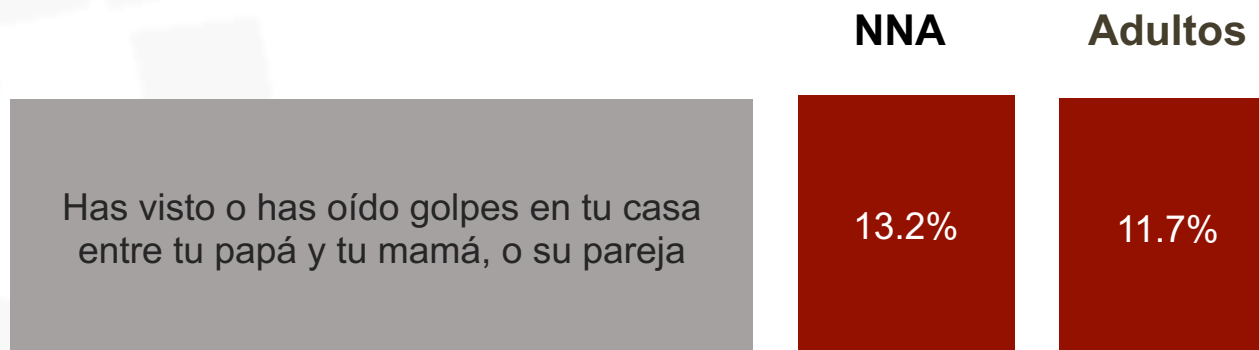 NNA Adultos
Has visto o has oído golpes en tu casa
entre tu papá y tu mamá, o su pareja
13.2% 11.7%